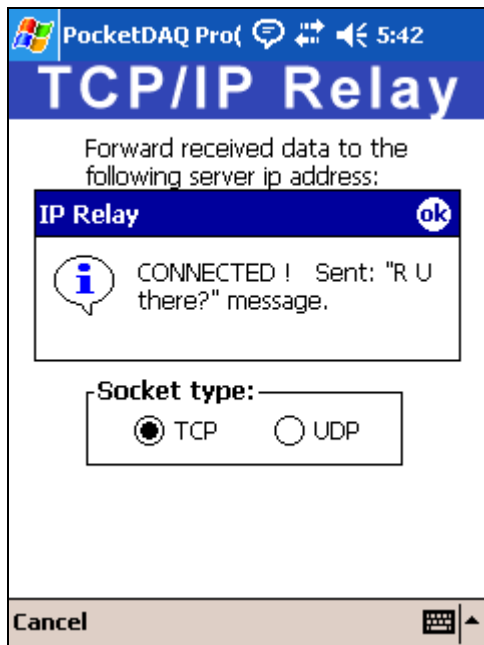 PocketDAQ Pro( 5:42
TCP/IP Relay
Forward received data to the
following server ip address:
IP Relay ok
CONNECTED ! Sent: "R U
there?" message.
Socket type:
TCP UDP
Cancel